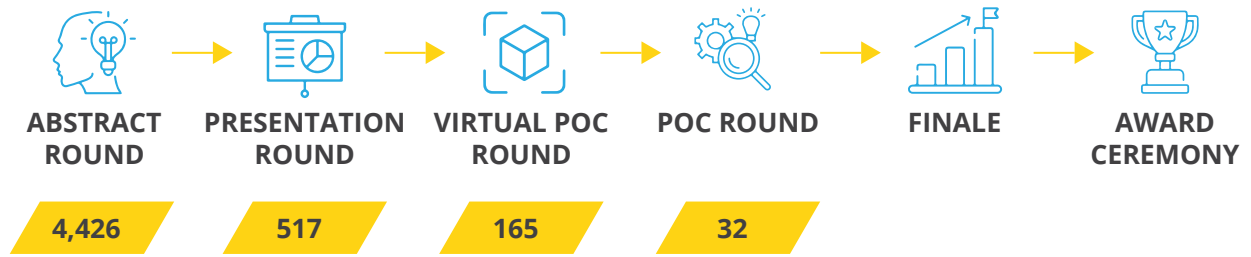 ABSTRACT
ROUND
PRESENTATION
ROUND
VIRTUAL POC
ROUND
POC ROUND
FINALE
AWARD
CEREMONY
4,426
517
165
32